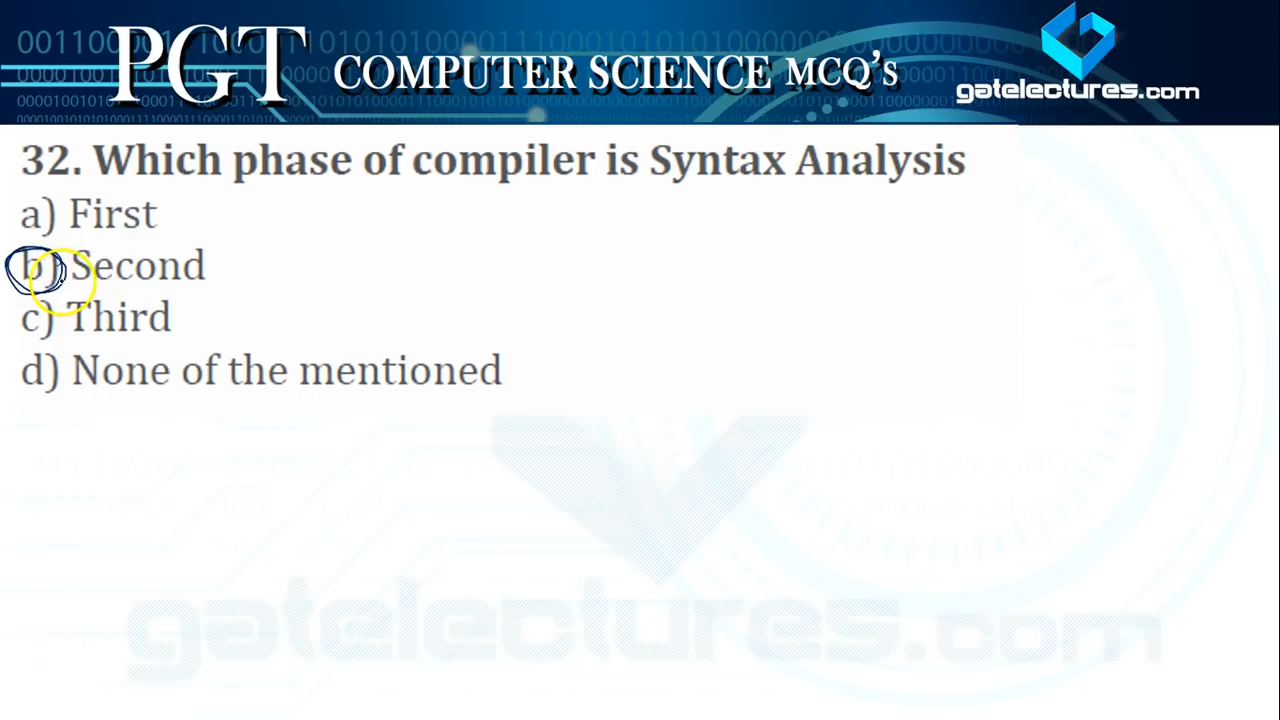 PGT COMPUTER SCIENCE MCQ's
gatelectures.com
32. Which phase of compiler is Syntax Analysis
a) First
b) Second
c) Third
d) None of the mentioned
gatelectures.com